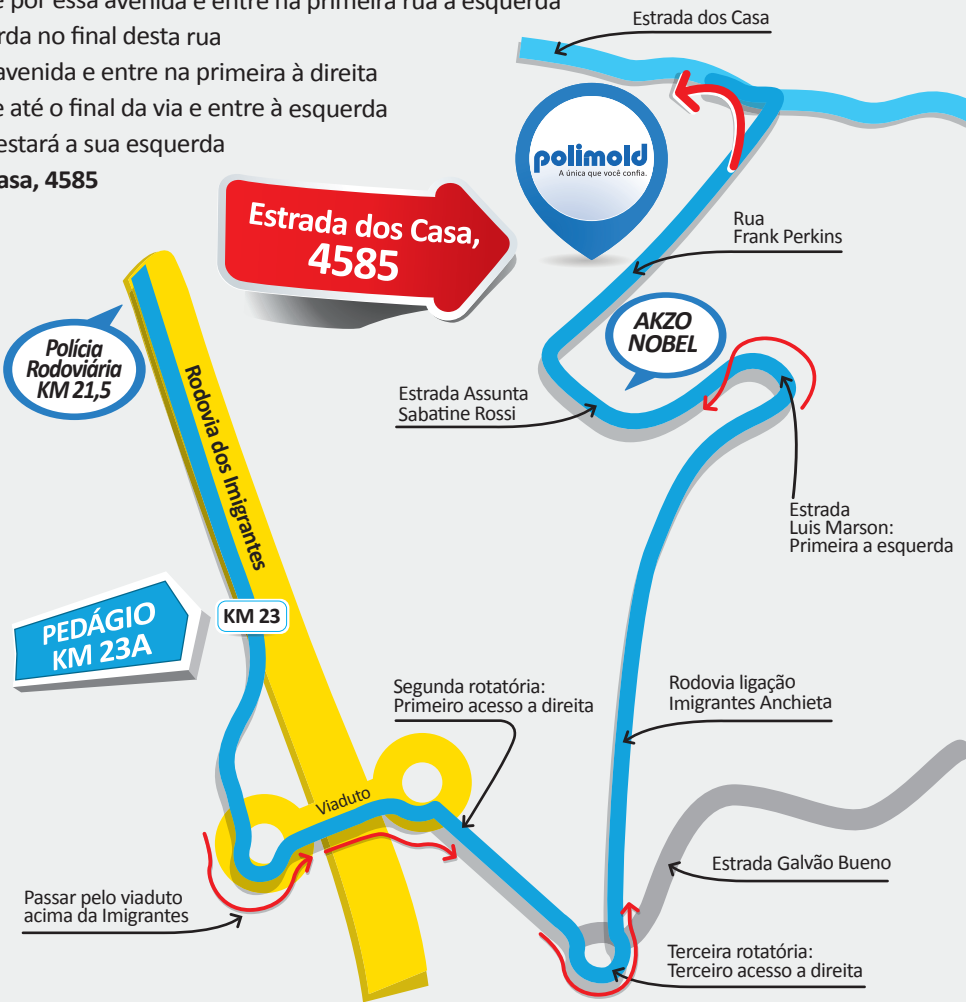 e por essa avenida e entre na primeira rua à esquerda
rda no final desta rua
avenida e entre na primeira à direita
e até o final da via e entre à esquerda
estará a sua esquerda
asa, 4585
Estrada dos Casa
polimold
A única que você confia.
Estrada dos Casa,
4585
Rua
Frank Perkins
Polícia
Rodoviária
KM 21,5
Rodovia dos Imigrantes
AKZO
NOBEL
Estrada Assunta
Sabatine Rossi
Estrada
Luis Marson:
Primeira a esquerda
PEDÁGIO
KM 23A
KM 23
Segunda rotatória:
Primeiro acesso a direita
Rodovia ligação
Imigrantes Anchieta
Viaduto
Estrada Galvão Bueno
Passar pelo viaduto
acima da Imigrantes
Terceira rotatória:
Terceiro acesso a direita